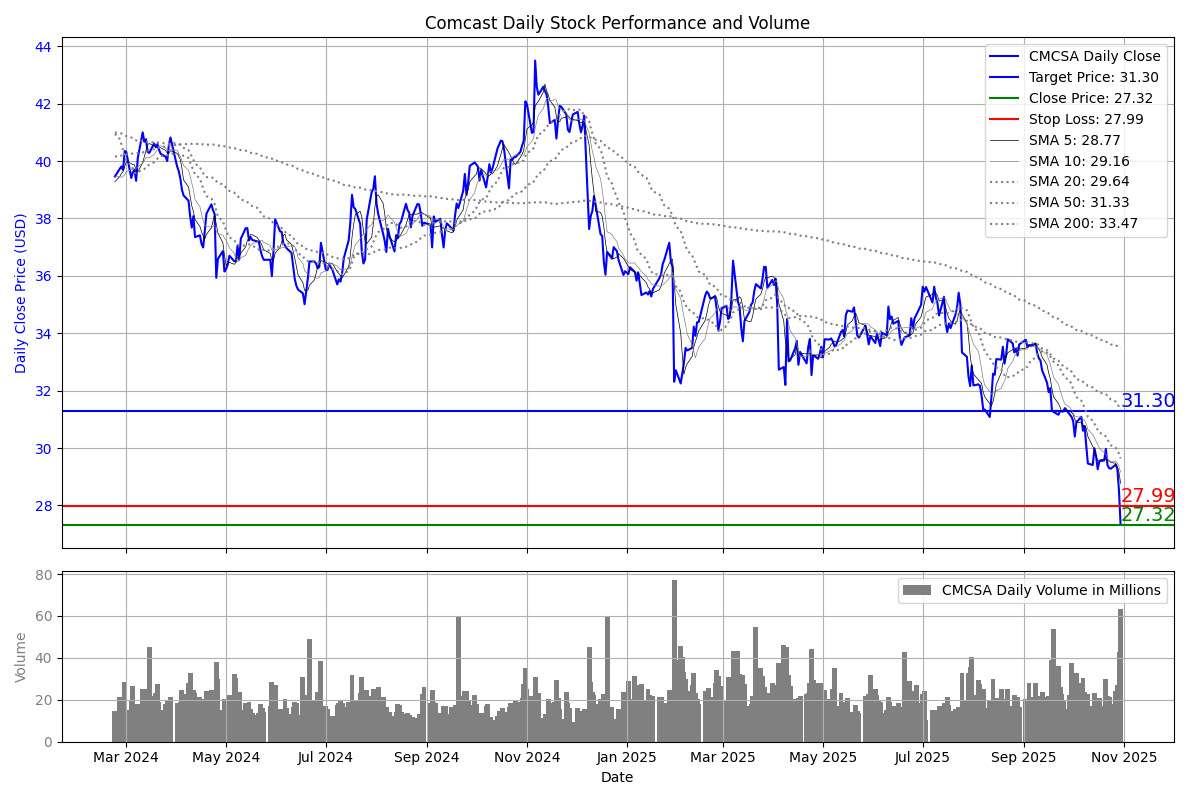 Comcast Daily Stock Performance and Volume
Daily Close Price (USD)
44
42
40
38
36
34
32
30
28
CMCSA Daily Close
Target Price: 31.30
Close Price: 27.32
Stop Loss: 27.99
SMA 5: 28.77
SMA 10: 29.16
SMA 20: 29.64
SMA 50: 31.33
SMA 200: 33.47
31.30
27.99
27.32
Volume
80
60
40
20
0
CMCSA Daily Volume in Millions
Mar 2024 May 2024 Jul 2024 Sep 2024 Nov 2024 Jan 2025 Mar 2025 May 2025 Jul 2025 Sep 2025 Nov 2025
Date